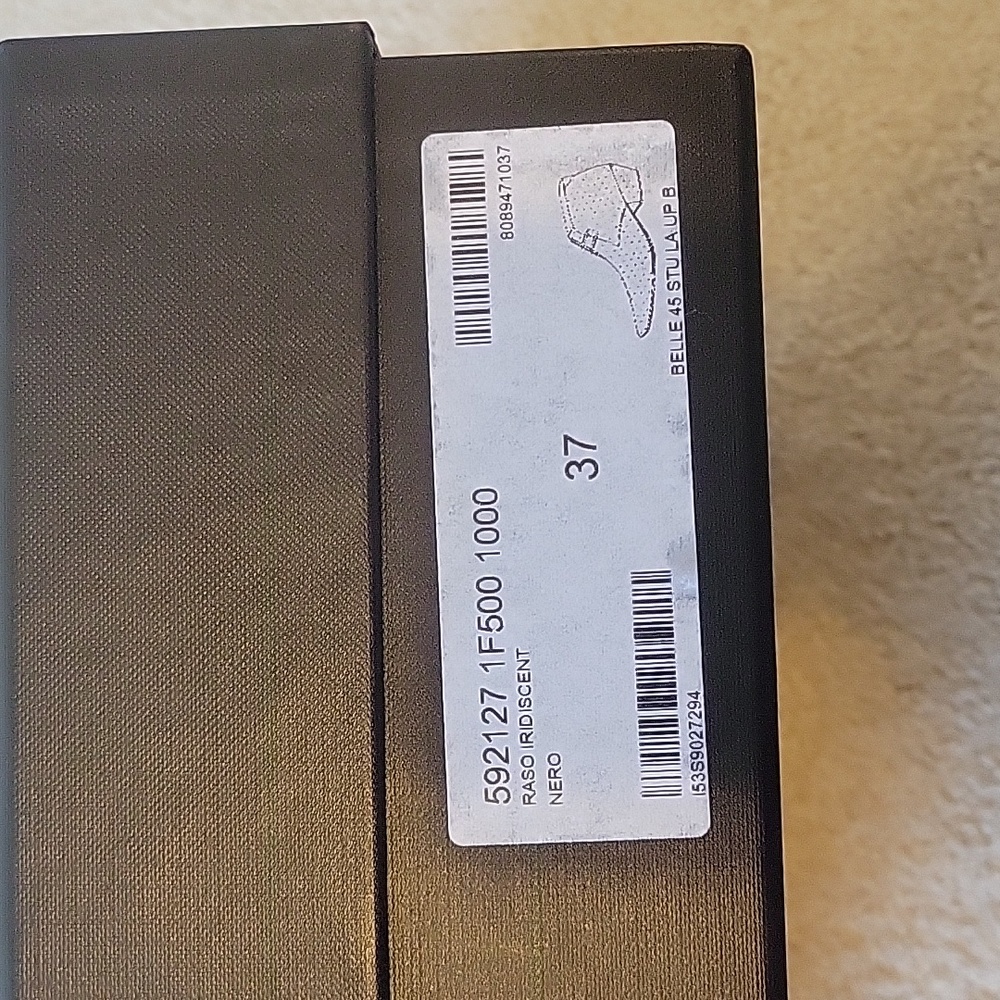 592127 1F500 1000
RASO IRIDISCENT
NERO
8089471037
37
I53S9027294
BELLE 45 STU LA.UP B